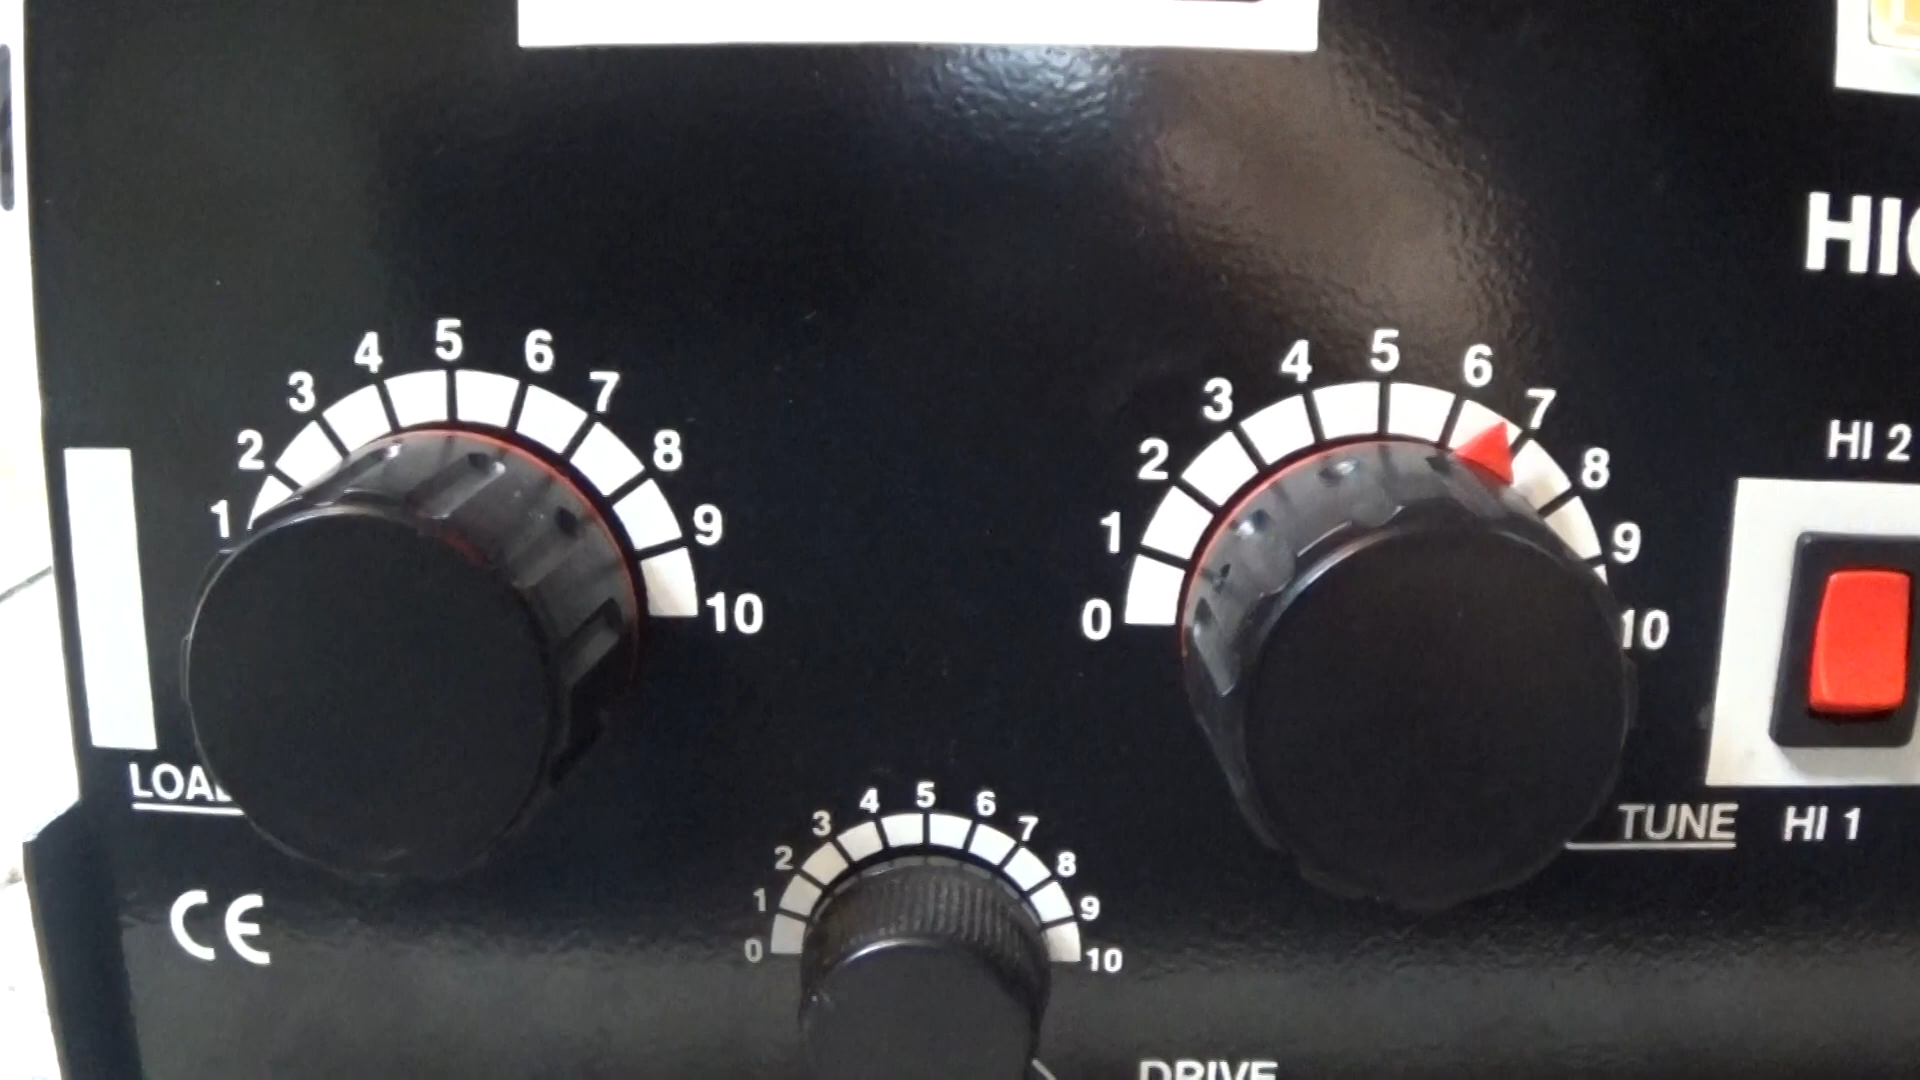 HI
1 2 3 4 5 6 7 8 9 10
0 1 2 3 4 5 6 7 8 9 10
HI 2
LOA
TUNE
HI 1
0 1 2 3 4 5 6 7 8 9 10
CE
DRIVE